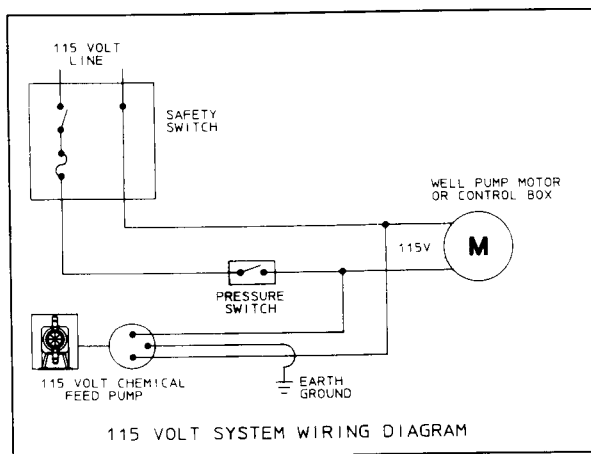 115 VOLT
LINE
SAFETY
SWITCH
WELL PUMP MOTOR
OR CONTROL BOX
115V
M
PRESSURE
SWITCH
115 VOLT CHEMICAL
FEED PUMP
EARTH
GROUND
115 VOLT SYSTEM WIRING DIAGRAM